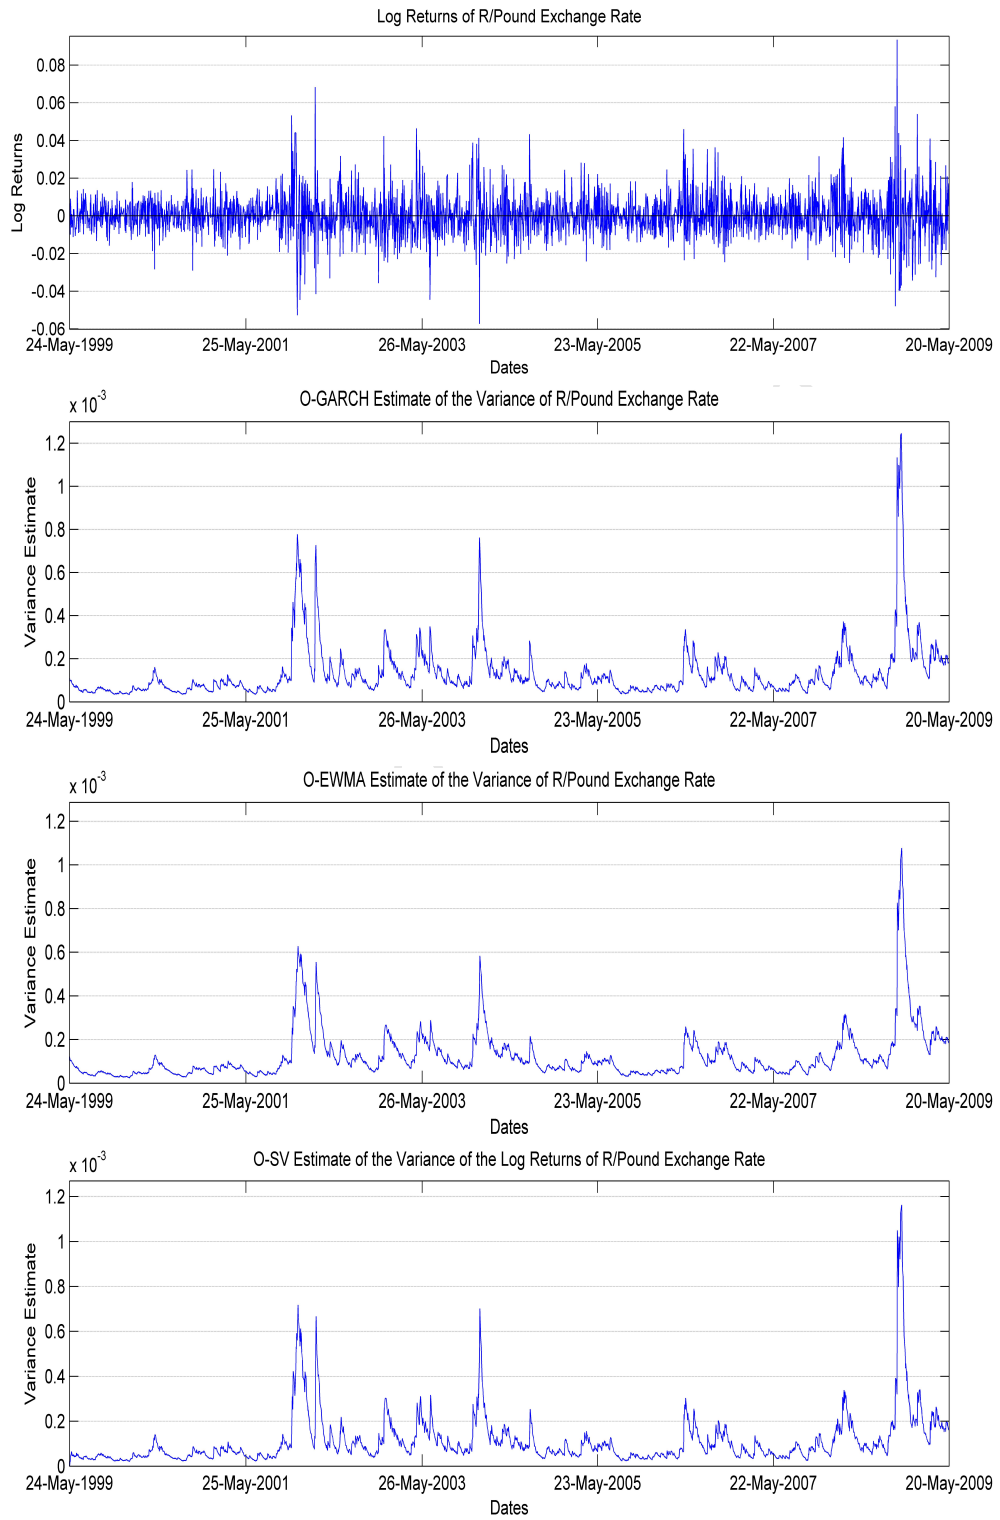 Log Returns of R/Pound Exchange Rate
0.08
0.06
0.04
0.02
0
-0.02
-0.04
-0.06
Log Returns
24-May-1999 25-May-2001 26-May-2003 23-May-2005 22-May-2007 20-May-2009
Dates
x 10-3
O-GARCH Estimate of the Variance of R/Pound Exchange Rate
1.2
1
0.8
0.6
0.4
0.2
0
Variance Estimate
24-May-1999 25-May-2001 26-May-2003 23-May-2005 22-May-2007 20-May-2009
Dates
x 10-3
O-EWMA Estimate of the Variance of R/Pound Exchange Rate
1.2
1
0.8
0.6
0.4
0.2
0
Variance Estimate
24-May-1999 25-May-2001 26-May-2003 23-May-2005 22-May-2007 20-May-2009
Dates
x 10-3
O-SV Estimate of the Variance of the Log Returns of R/Pound Exchange Rate
1.2
1
0.8
0.6
0.4
0.2
0
Variance Estimate
24-May-1999 25-May-2001 26-May-2003 23-May-2005 22-May-2007 20-May-2009
Dates